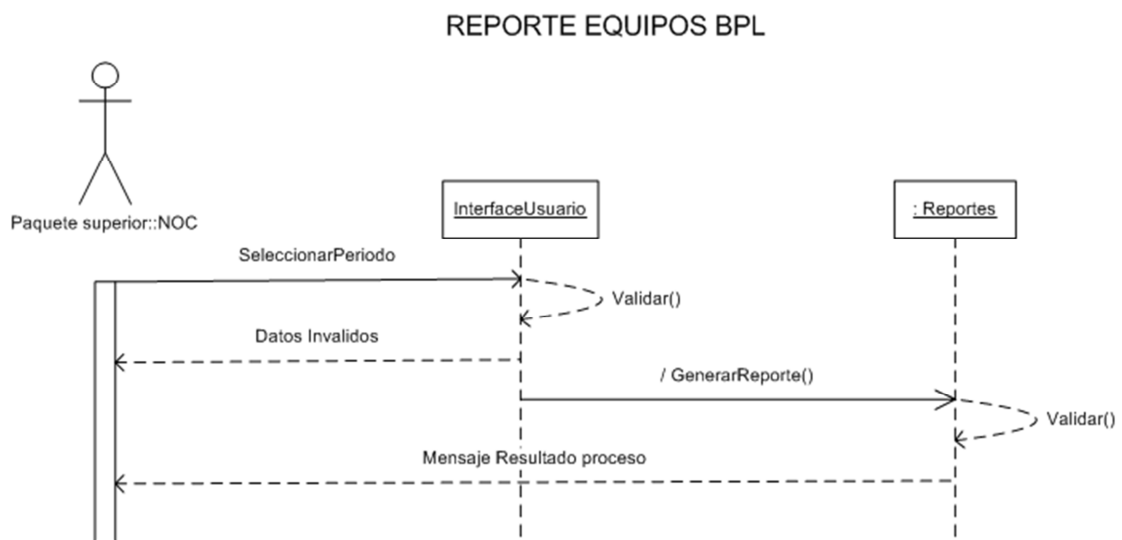 REPORTE EQUIPOS BPL
Paquete superior::NOC
InterfaceUsuario
: Reportes
SeleccionarPeriodo
Validar()
Datos Invalidos
/ GenerarReporte()
Validar()
Mensaje Resultado proceso